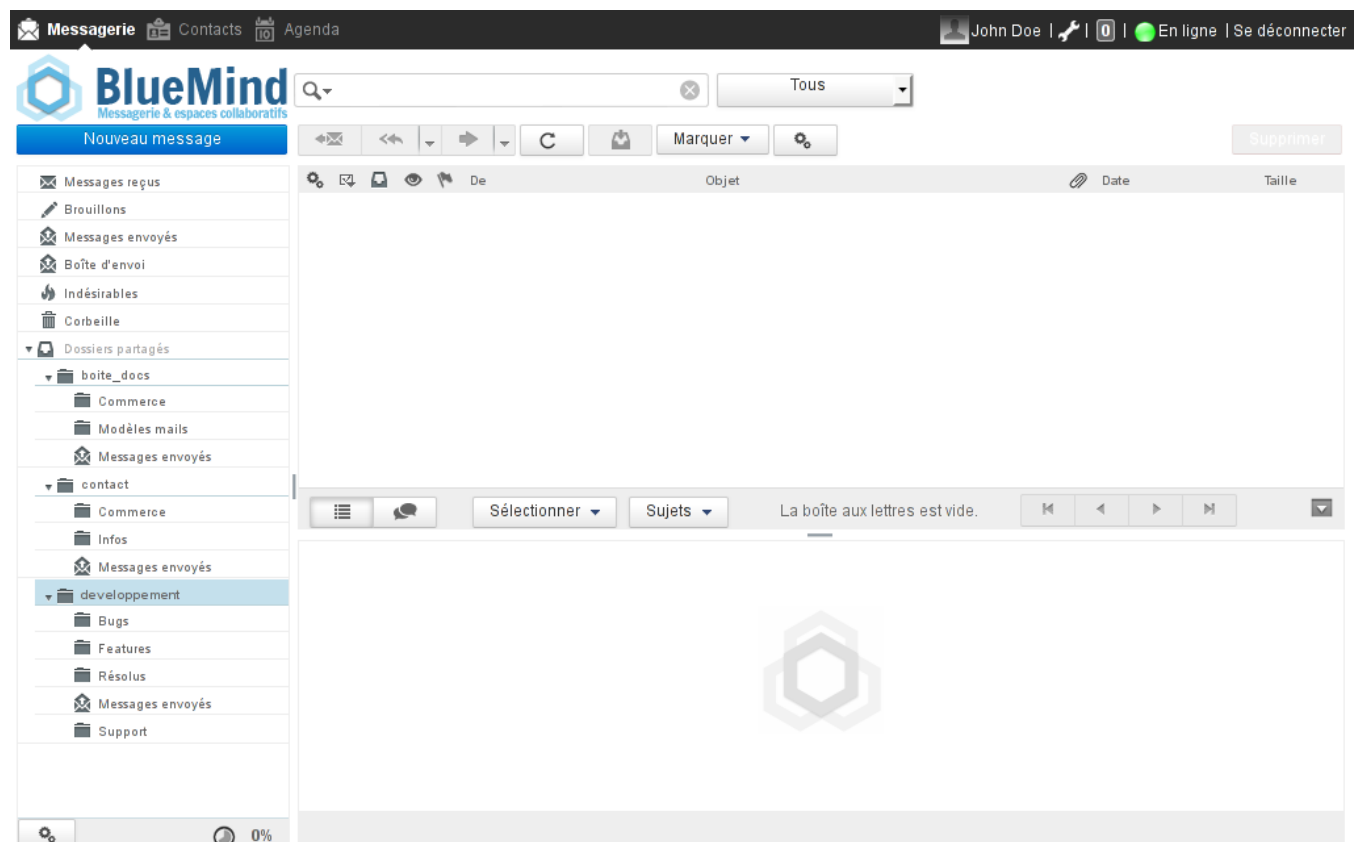 Messagerie Contacts 10 Agenda John Doe | | 0 | En ligne | Se déconnecter
BlueMind
Messagerie & espaces collaboratifs
Tous
Nouveau message
Marquer
Supprimer
Messages reçus
Brouillons
Messages envoyés
Boîte d'envoi
Indésirables
Corbeille
Dossiers partagés
boite_docs
Commerce
Modèles mails
Messages envoyés
contact
Commerce
Infos
Messages envoyés
developpement
Bugs
Features
Résolus
Messages envoyés
Support
0%
De Objet Date Taille
Sélectionner Sujets La boîte aux lettres est vide.